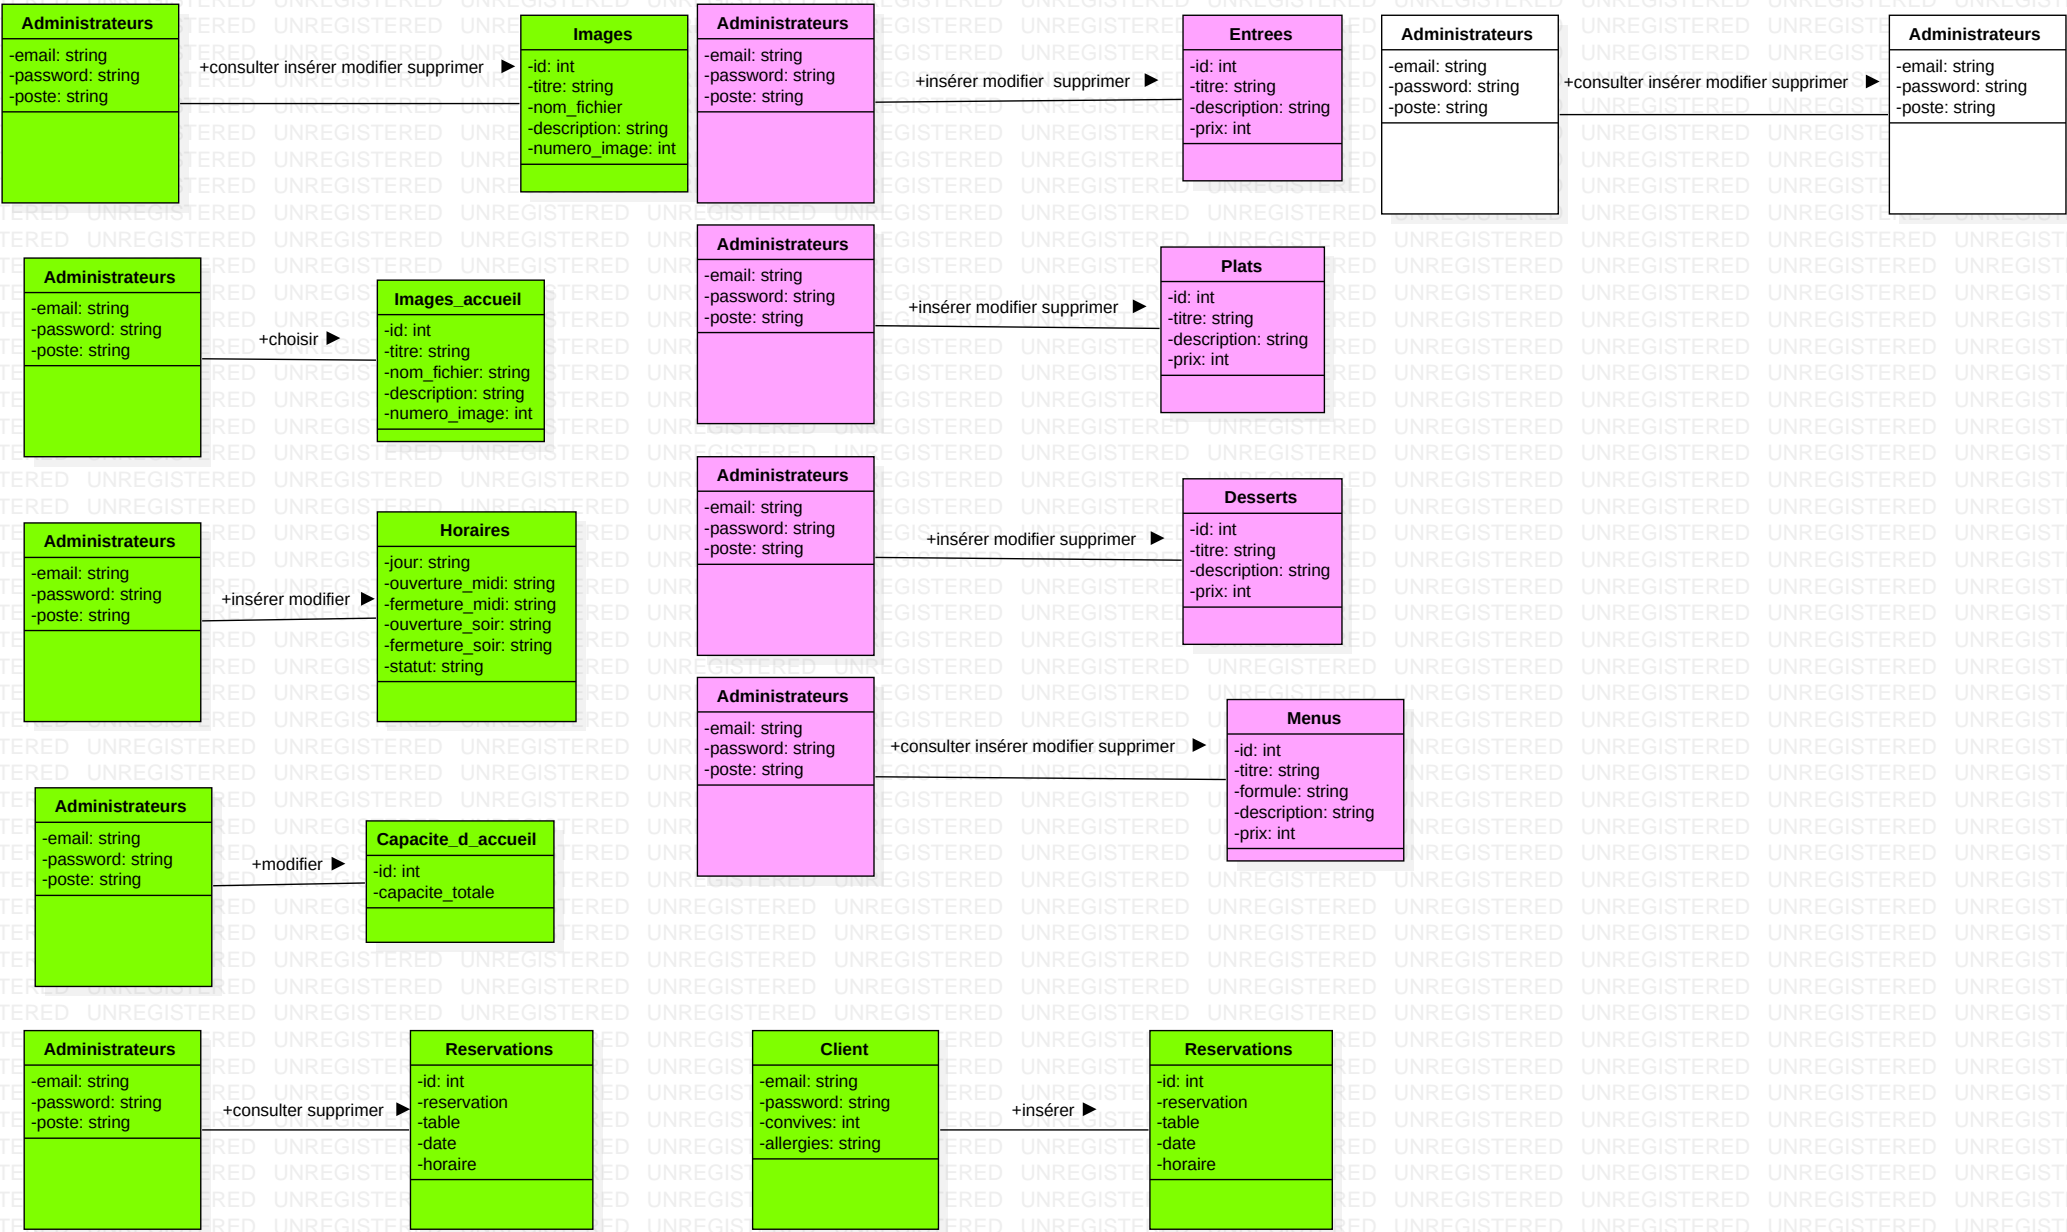 Administrateurs
-email: string
-password: string
-poste: string
+consulter insérer modifier supprimer
Images
-id: int
-titre: string
-nom_fichier
-description: string
-numero_image: int
Administrateurs
-email: string
-password: string
-poste: string
+insérer modifier  supprimer
Entrees
-id: int
-titre: string
-description: string
-prix: int
Administrateurs
-email: string
-password: string
-poste: string
+consulter insérer modifier supprimer
Administrateurs
-email: string
-password: string
-poste: string
Administrateurs
-email: string
-password: string
-poste: string
+choisir
Images_accueil
-id: int
-titre: string
-nom_fichier: string
-description: string
-numero_image: int
Administrateurs
-email: string
-password: string
-poste: string
+insérer modifier supprimer
Plats
-id: int
-titre: string
-description: string
-prix: int
Administrateurs
-email: string
-password: string
-poste: string
+insérer modifier
Horaires
-jour: string
-ouverture_midi: string
-fermeture_midi: string
-ouverture_soir: string
-fermeture_soir: string
-statut: string
Administrateurs
-email: string
-password: string
-poste: string
+insérer modifier supprimer
Desserts
-id: int
-titre: string
-description: string
-prix: int
Administrateurs
-email: string
-password: string
-poste: string
+consulter insérer modifier supprimer
Menus
-id: int
-titre: string
-formule: string
-description: string
-prix: int
Administrateurs
-email: string
-password: string
-poste: string
+modifier
Capacite_d_accueil
-id: int
-capacite_totale
Administrateurs
-email: string
-password: string
-poste: string
+consulter supprimer
Reservations
-id: int
-reservation
-table
-date
-horaire
Client
-email: string
-password: string
-convives: int
-allergies: string
+insérer
Reservations
-id: int
-reservation
-table
-date
-horaire
UNREGISTERED